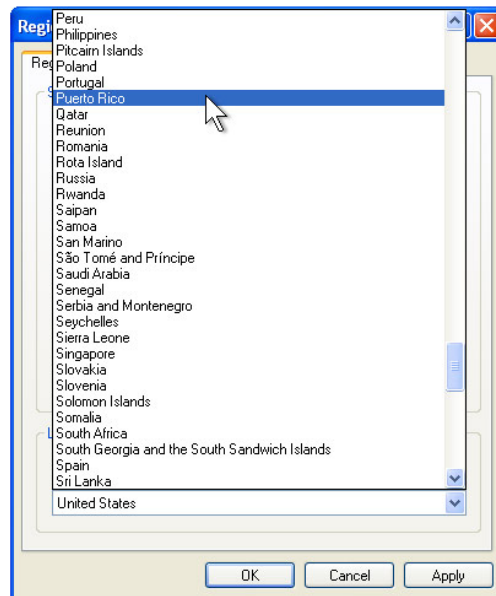 Regi
Peru
Philippines
Pitcairn Islands
Poland
Portugal
Puerto Rico
Qatar
Reunion
Romania
Rota Island
Russia
Rwanda
Saipan
Samoa
San Marino
São Tomé and Príncipe
Saudi Arabia
Senegal
Serbia and Montenegro
Seychelles
Sierra Leone
Singapore
Slovakia
Slovenia
Solomon Islands
Somalia
South Africa
South Georgia and the South Sandwich Islands
Spain
Sri Lanka
United States
OK Cancel Apply